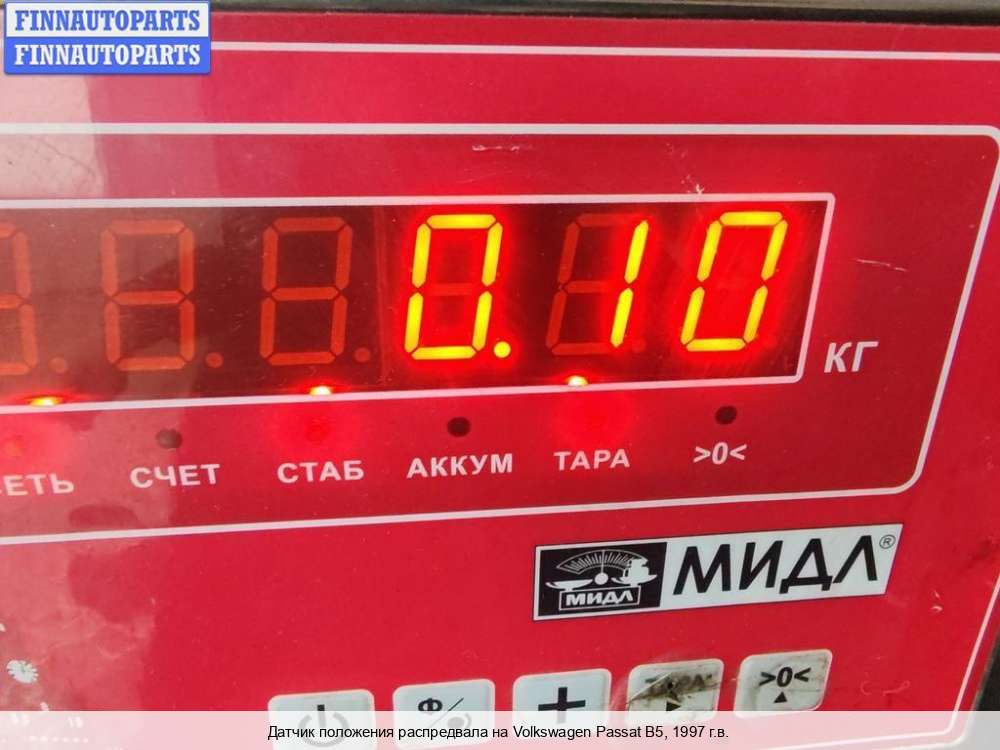 FINNAUTOPARTS
FINNAUTOPARTS
0.10
КГ
СЧЕТ СТАБ АККУМ ТАРА >0<
МИДЛ МИДЛ®
Ф
+
ТАРА >0<
Датчик положения распредвала на Volkswagen Passat B5, 1997 г.в.